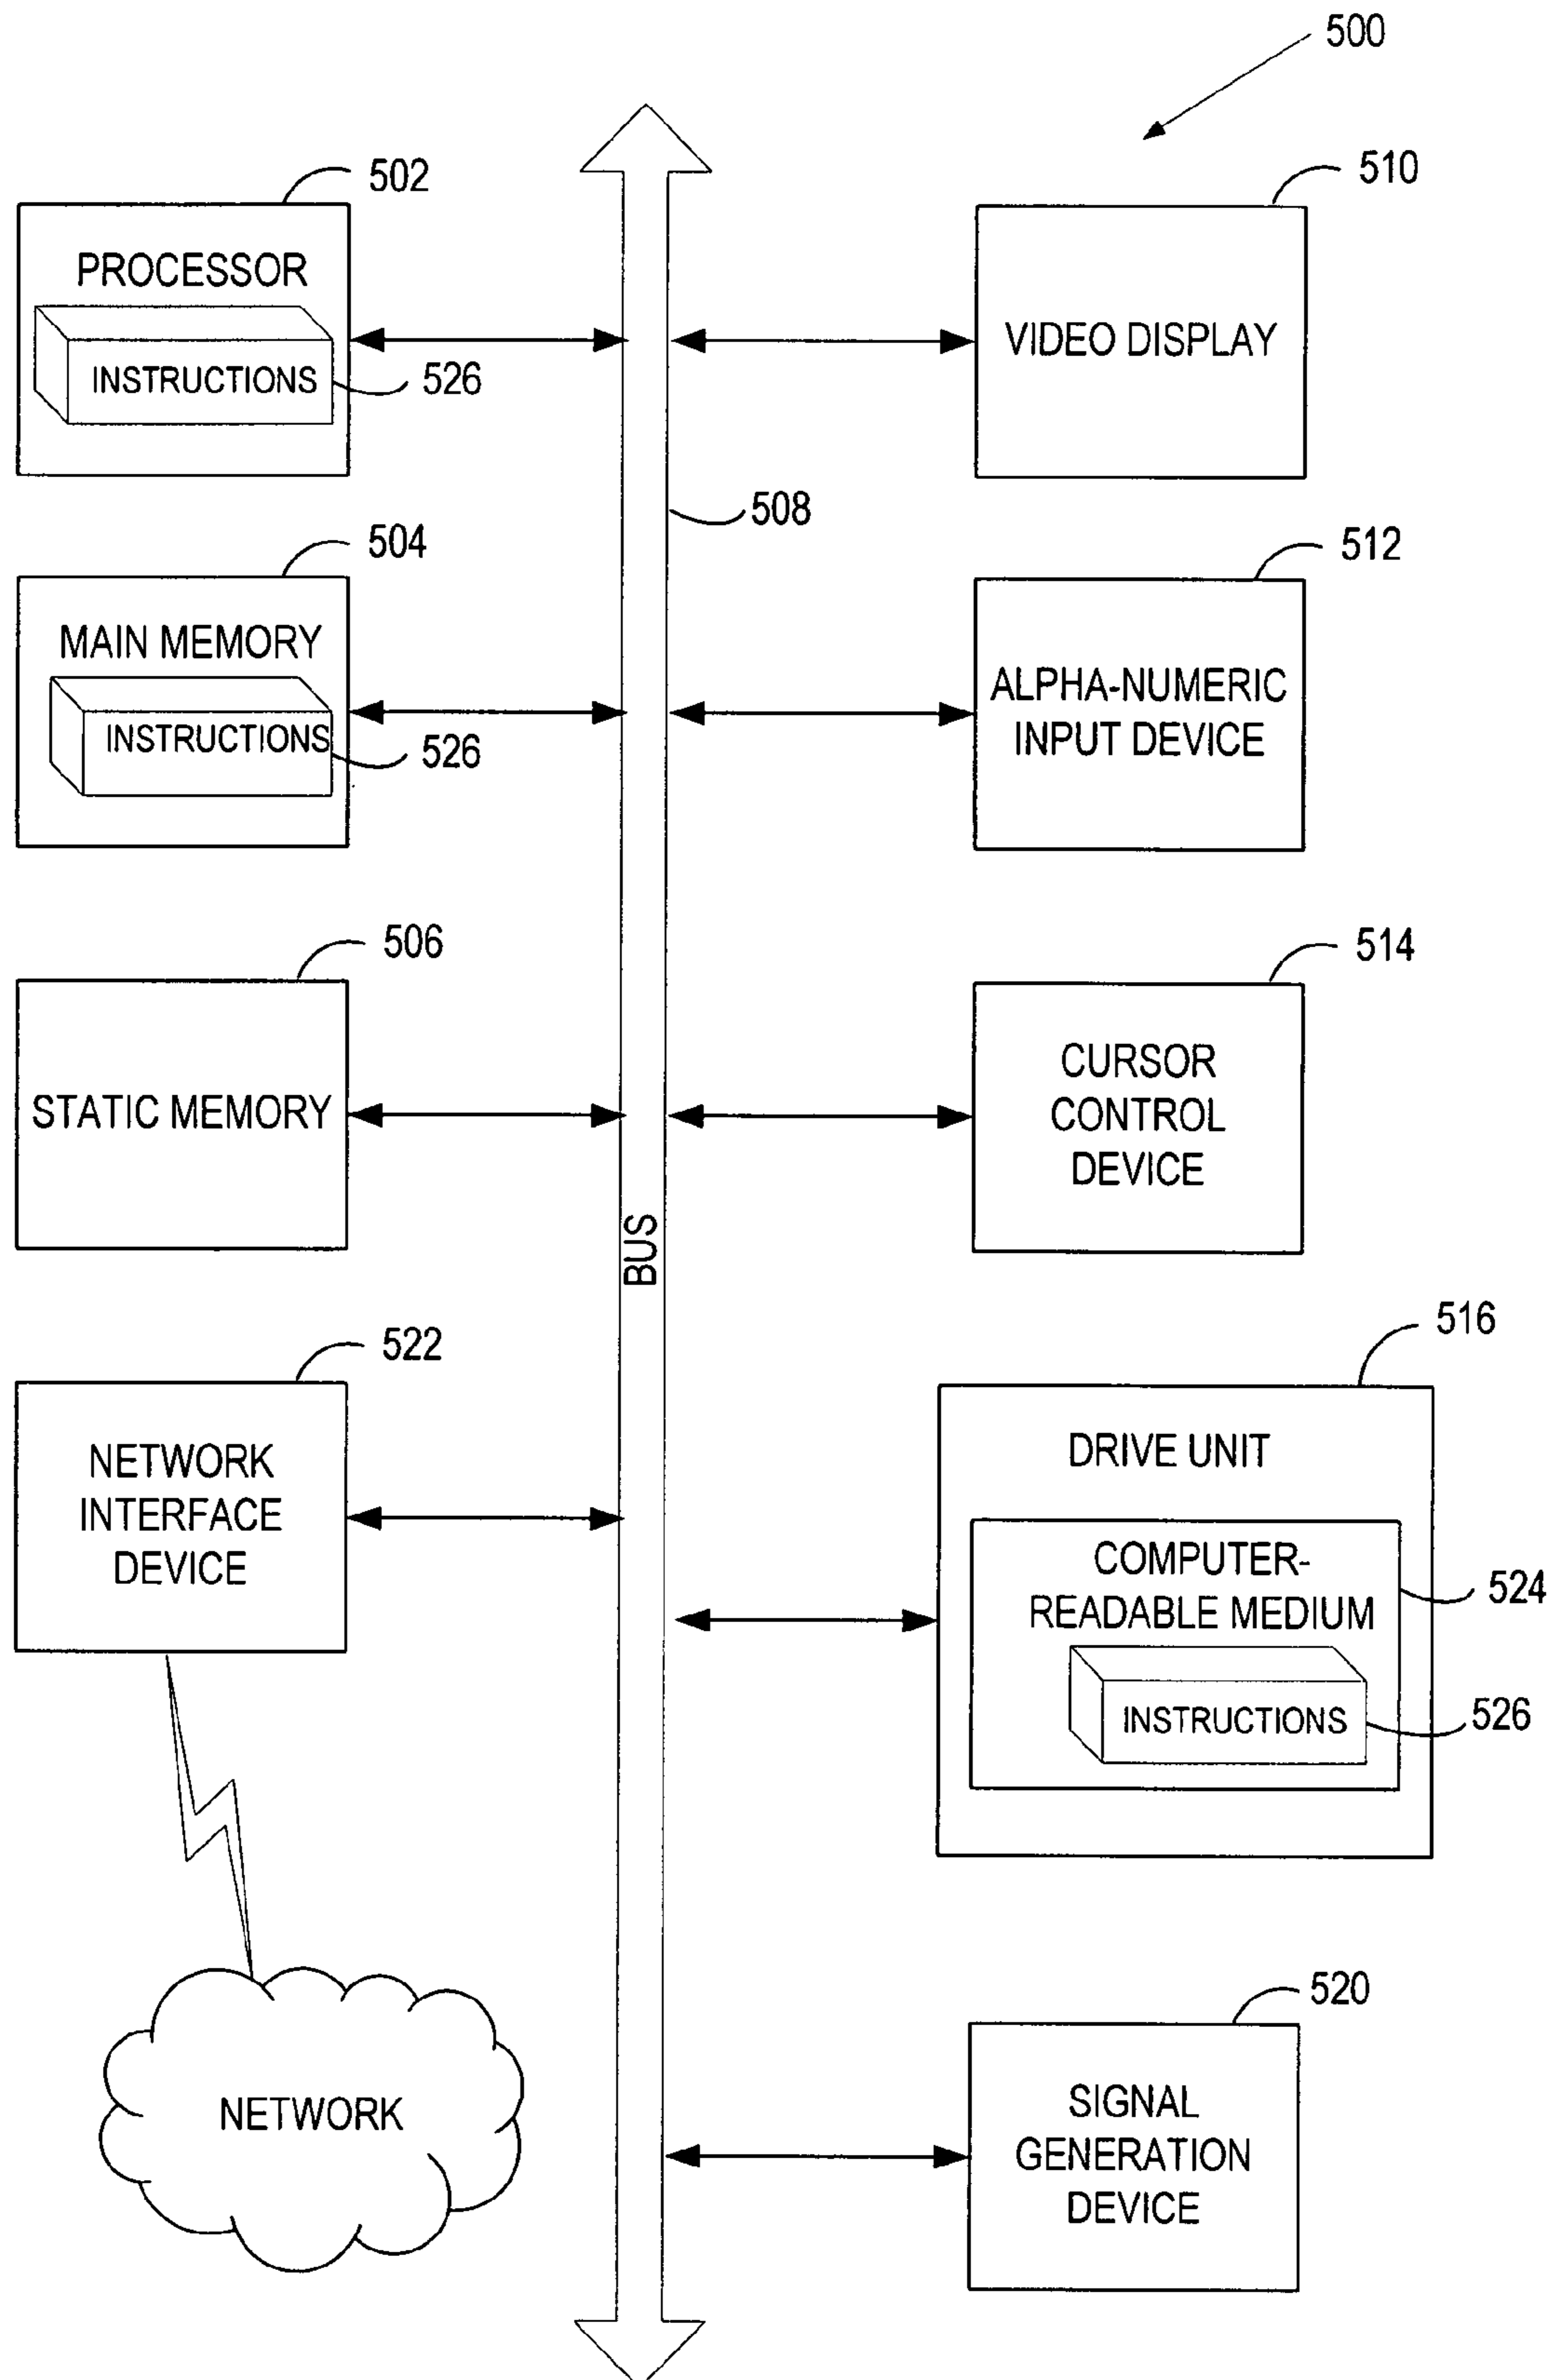 500
502
PROCESSOR
INSTRUCTIONS
526
510
VIDEO DISPLAY
508
504
MAIN MEMORY
INSTRUCTIONS
526
512
ALPHA-NUMERIC
INPUT DEVICE
506
STATIC MEMORY
514
CURSOR
CONTROL
DEVICE
BUS
522
NETWORK
INTERFACE
DEVICE
516
DRIVE UNIT
COMPUTER-
READABLE MEDIUM
524
INSTRUCTIONS
526
NETWORK
520
SIGNAL
GENERATION
DEVICE